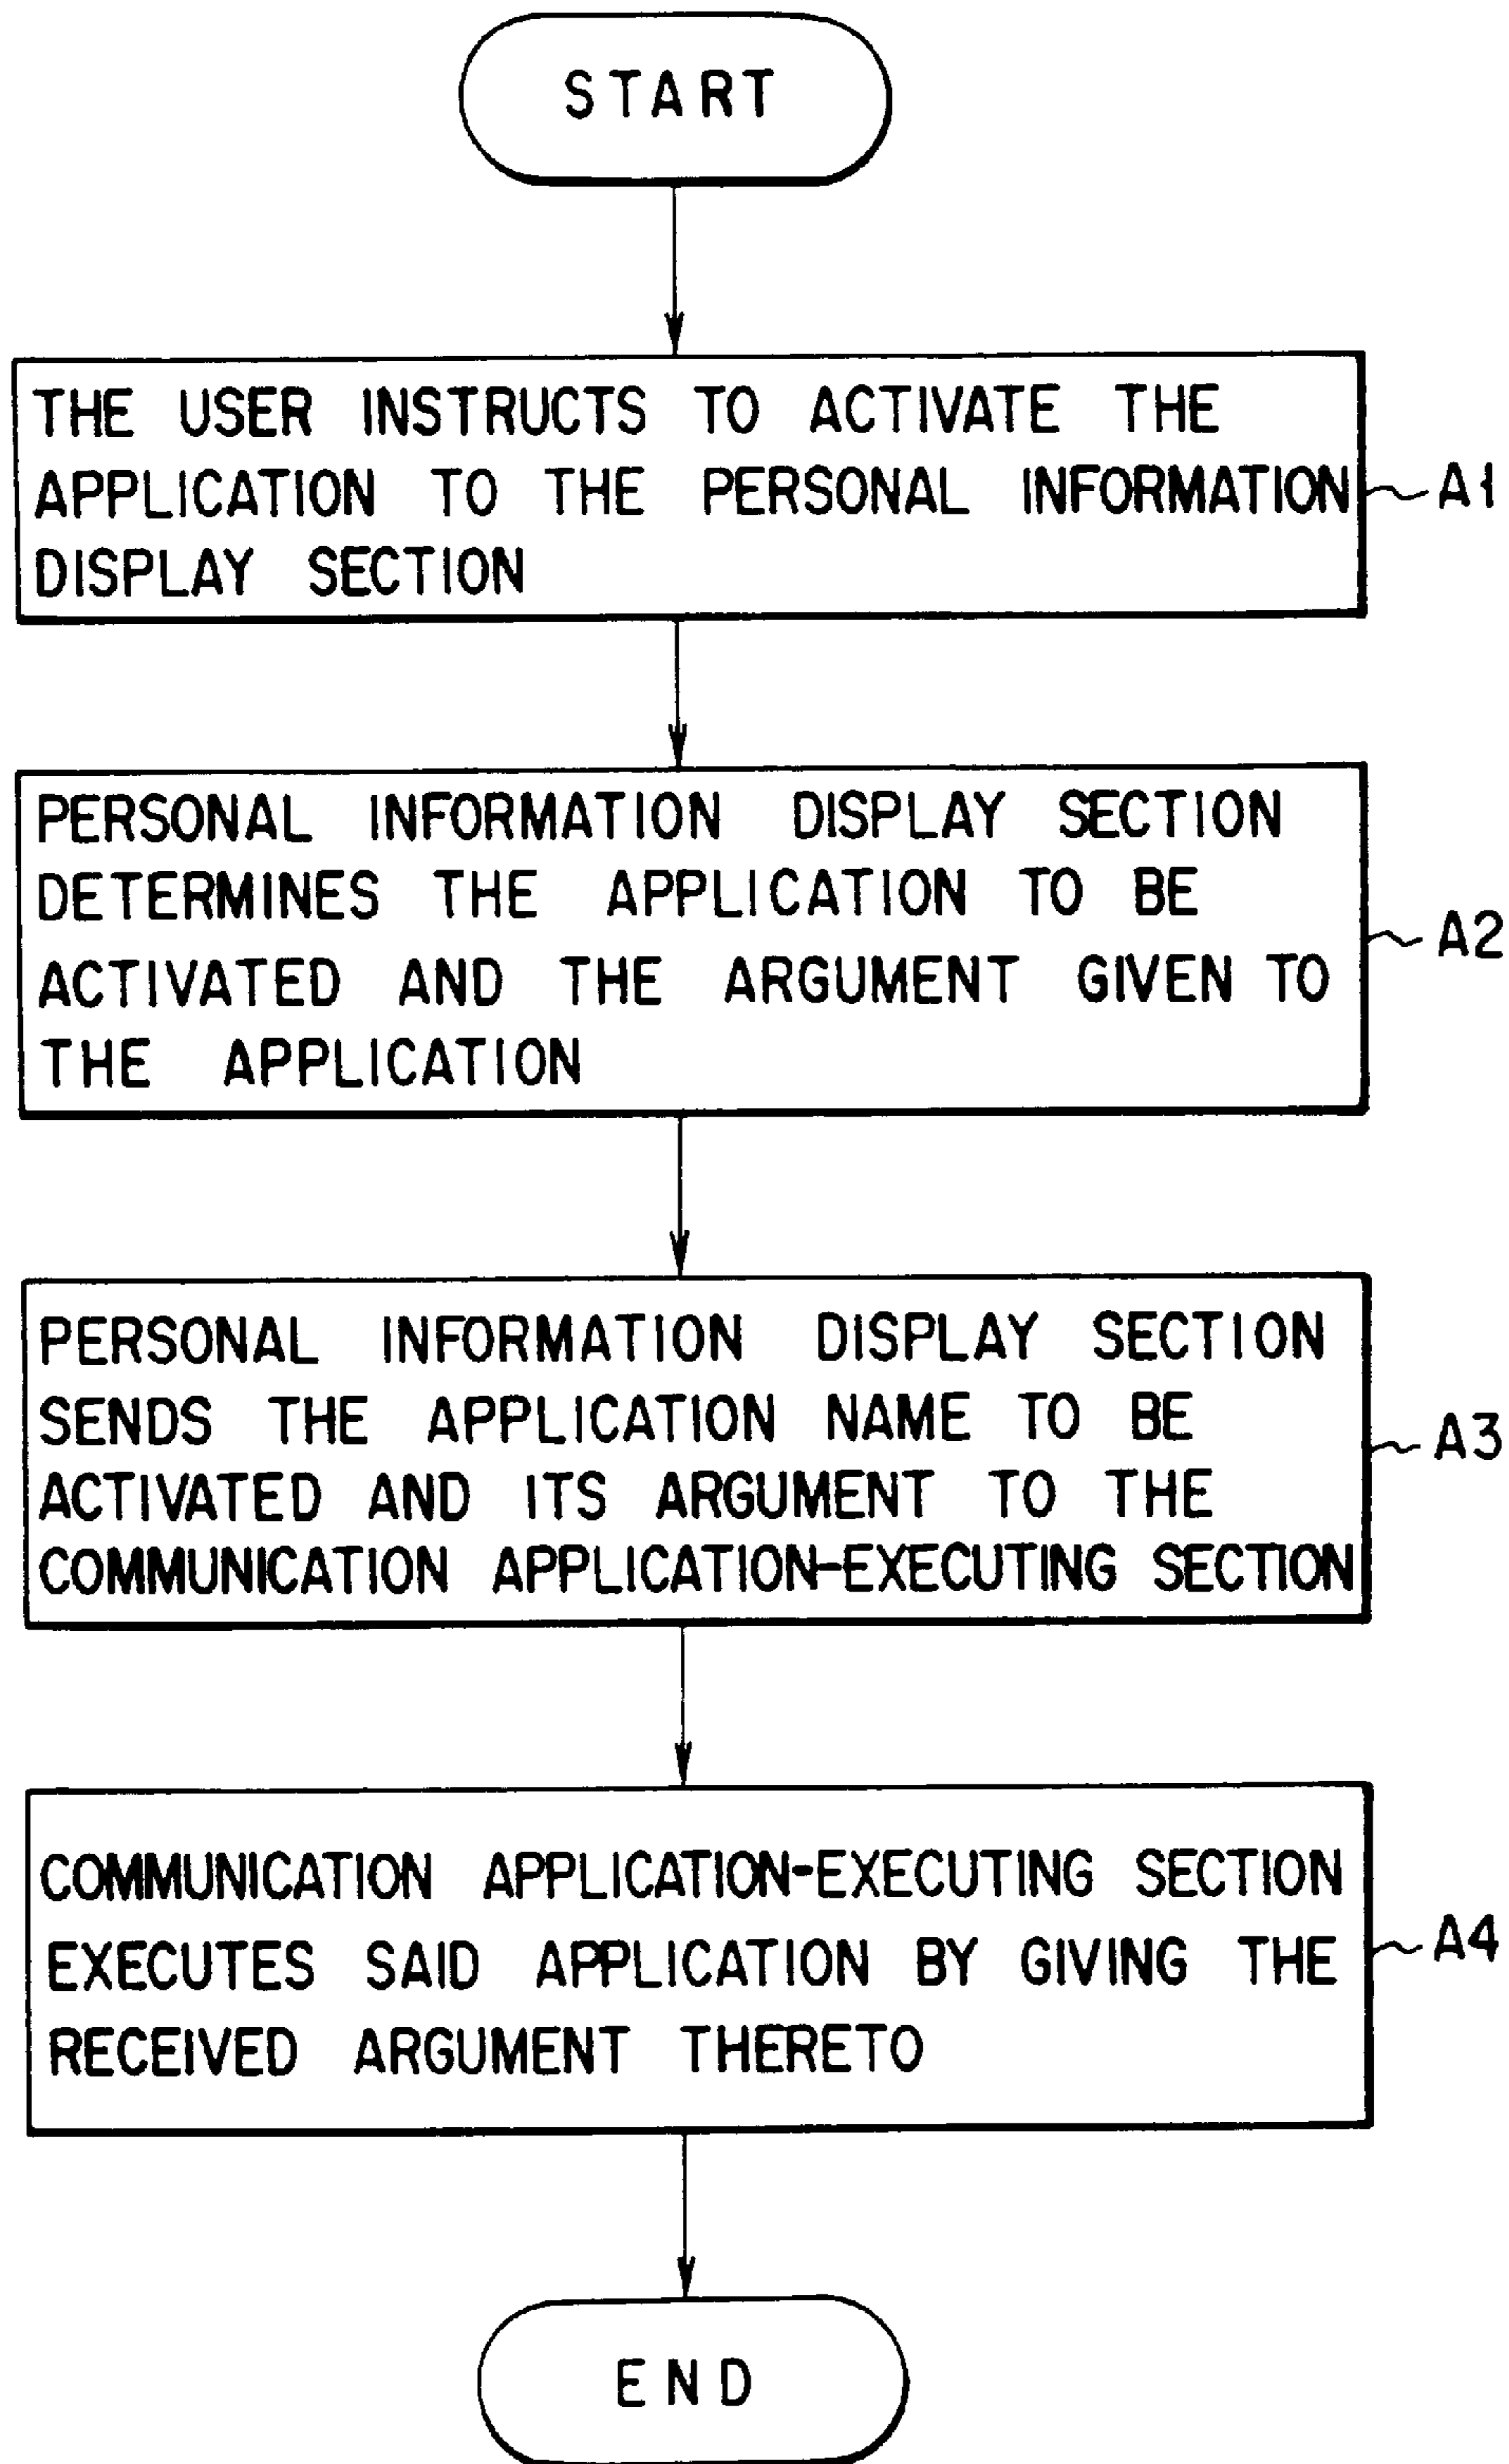 START
THE USER INSTRUCTS TO ACTIVATE THE
APPLICATION TO THE PERSONAL INFORMATION
DISPLAY SECTION
A1
PERSONAL INFORMATION DISPLAY SECTION
DETERMINES THE APPLICATION TO BE
ACTIVATED AND THE ARGUMENT GIVEN TO
THE APPLICATION
A2
PERSONAL INFORMATION DISPLAY SECTION
SENDS THE APPLICATION NAME TO BE
ACTIVATED AND ITS ARGUMENT TO THE
COMMUNICATION APPLICATION-EXECUTING SECTION
A3
COMMUNICATION APPLICATION-EXECUTING SECTION
EXECUTES SAID APPLICATION BY GIVING THE
RECEIVED ARGUMENT THERETO
A4
END